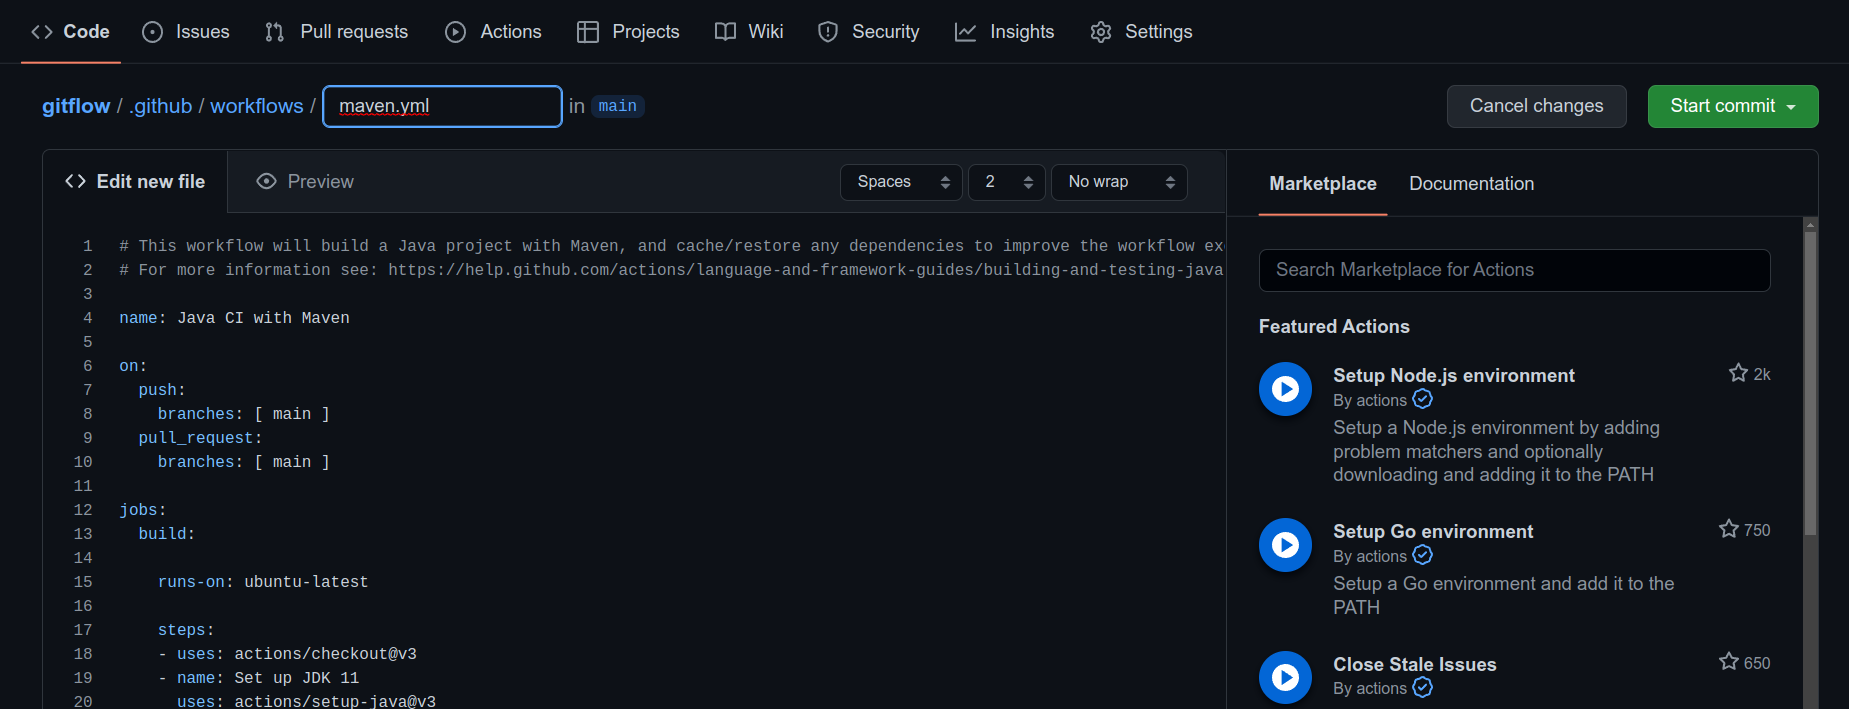 Code Issues Pull requests Actions Projects Wiki Security Insights Settings
gitflow / .github / workflows / maven.yml in main Cancel changes Start commit
Edit new file Preview Spaces 2 No wrap
Marketplace Documentation
1 # This workflow will build a Java project with Maven, and cache/restore any dependencies to improve the workflow
2 # For more information see: https://help.github.com/actions/language-and-framework-guides/building-and-testing-java
3
4 name: Java CI with Maven
5
6 on:
7 push:
8 branches: [ main ]
9 pull_request:
10 branches: [ main ]
11
12 jobs:
13 build:
14
15 runs-on: ubuntu-latest
16
17 steps:
18 - uses: actions/checkout@v3
19 - name: Set up JDK 11
20 uses: actions/setup-java@v3
Search Marketplace for Actions
Featured Actions
Setup Node.js environment 2k
By actions
Setup a Node.js environment by adding
problem matchers and optionally
downloading and adding it to the PATH
Setup Go environment 750
By actions
Setup a Go environment and add it to the
PATH
Close Stale Issues 650
By actions